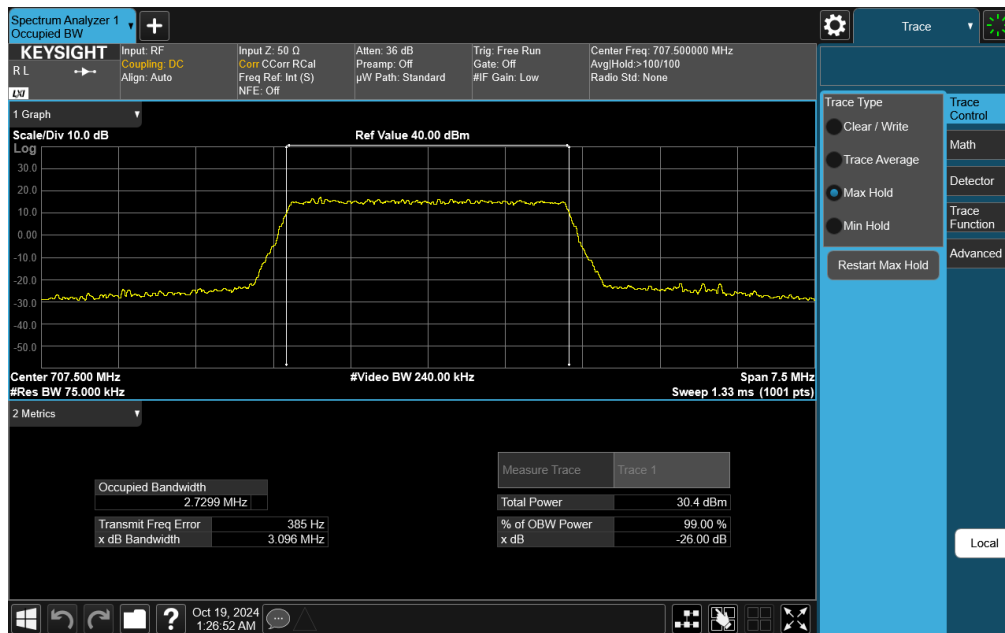 Spectrum Analyzer 1
Occupied BW
Trace
KEYSIGHT
R L
LXI
Input: RF
Coupling: DC
Align: Auto
Input Z: 50 Ω
Corr CCorr RCal
Freq Ref: Int (S)
NFE: Off
Atten: 36 dB
Preamp: Off
µW Path: Standard
Trig: Free Run
Gate: Off
#IF Gain: Low
Center Freq: 707.500000 MHz
Avg|Hold:>100/100
Radio Std: None
1 Graph
Scale/Div 10.0 dB
Ref Value 40.00 dBm
Log
30.0
20.0
10.0
0.00
-10.0
-20.0
-30.0
-40.0
-50.0
Center 707.500 MHz
#Video BW 240.00 kHz
Span 7.5 MHz
#Res BW 75.000 kHz
Sweep 1.33 ms (1001 pts)
2 Metrics
Measure Trace
Trace 1
Occupied Bandwidth
2.7299 MHz
Total Power
30.4 dBm
Transmit Freq Error
385 Hz
% of OBW Power
99.00 %
x dB Bandwidth
3.096 MHz
x dB
-26.00 dB
Trace Type
Clear / Write
Trace Average
Max Hold
Min Hold
Restart Max Hold
Trace
Control
Math
Detector
Trace
Function
Advanced
Local
?
Oct 19, 2024
1:26:52 AM